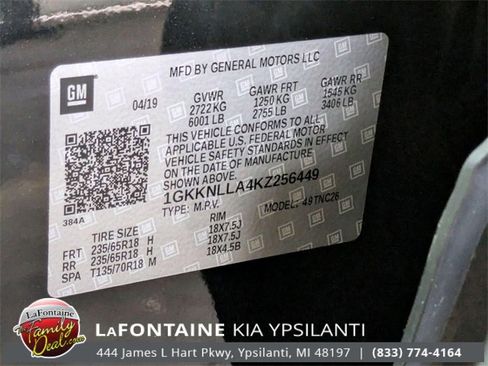 MFD BY GENERAL MOTORS LLC
GM
04/19 GVWR GAWR FRT GAWR RR
2722 KG 1250 KG 1545 KG
6001 LB 2755 LB 3406 LB
THIS VEHICLE CONFORMS TO ALL
APPLICABLE U.S. FEDERAL MOTOR
VEHICLE SAFETY STANDARDS IN EFFECT
ON THE DATE OF MANUFACTURE
1GKKNLLA4KZ256449
TYPE: M.P.V. MODEL: 49TNC26
384A
TIRE SIZE RIM
FRT 235/65R18 H 18X7.5J
RR 235/65R18 H 18X7.5J
SPA T135/70R18 M 18X4.5B
LaFontaine
The Family
Deal.com!
LAFONTAINE KIA YPSILANTI
444 James L Hart Pkwy, Ypsilanti, MI 48197 | (833) 774-4164